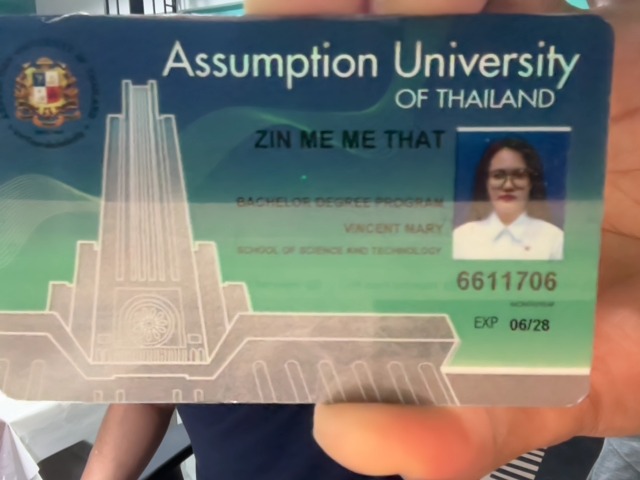 Assumption University
OF THAILAND
ZIN ME ME THAT
BACHELOR DEGREE PROGRAM
VINCENT MARY
SCHOOL OF SCIENCE AND TECHNOLOGY
6611706
EXP 06/28